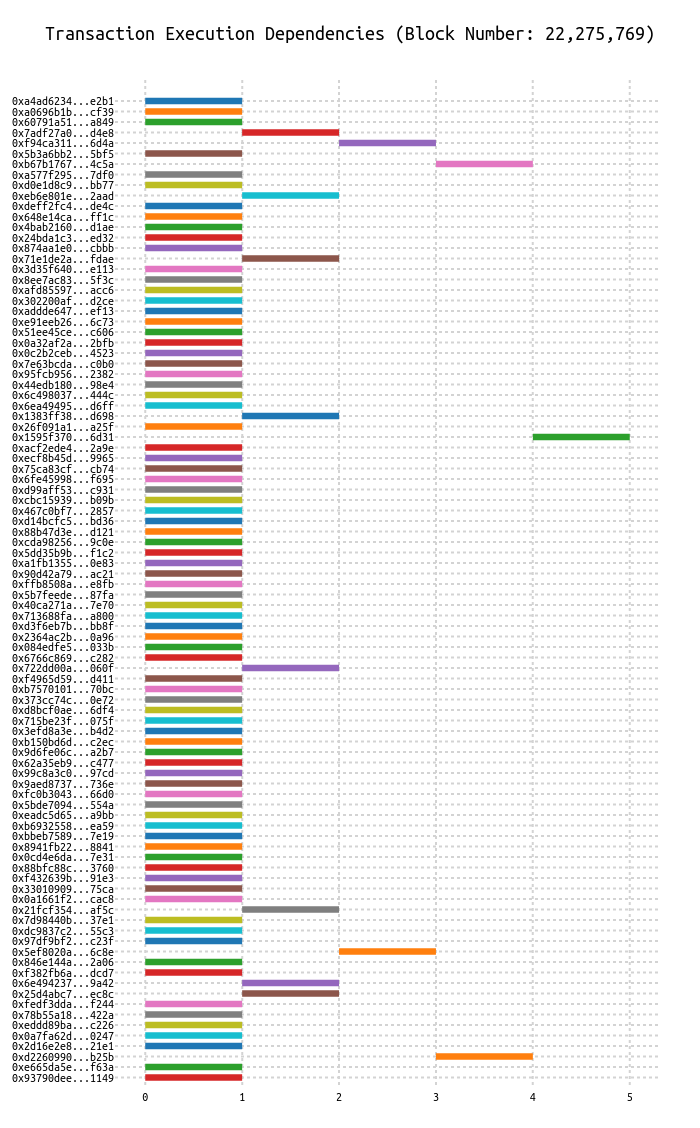 Transaction Execution Dependencies (Block Number: 22,275,769)
0xa4ad6234...e2b1
0xa0696b1b...cf39
0x60791a51...a849
0x7adf27a0...d4e8
0xf94ca311...6d4a
0x5b3a6bb2...5bf5
0xb67b1767...4c5a
0xa577f295...7df0
0xd0e1d8c9...bb77
0xeb6e801e...2aad
0xdeff2fc4...de4c
0x648e14ca...ff1c
0x4bab2160...d1ae
0x24bda1c3...ed32
0x874aa1e0...cbbb
0x71e1de2a...fdae
0x3d35f640...e113
0x8ee7ac83...5f3c
0xafd85597...acc6
0x302200af...d2ce
0xaddde647...ef13
0xe91eeb26...6c73
0x51ee45ce...c606
0x0a32af2a...2bfb
0x0c2b2ceb...4523
0x7e63bcda...c0b0
0x95fcb956...2382
0x44edb180...98e4
0x6c498037...444c
0x6ea49495...d6ff
0x1383ff38...d698
0x26f091a1...a25f
0x1595f370...6d31
0xacf2ede4...2a9e
0xecf8b45d...9965
0x75ca83cf...cb74
0x6fe45998...f695
0xd99aff53...c931
0xcbc15939...b09b
0x467c0bf7...2857
0xd14bcfc5...bd36
0x88b47d3e...d121
0xcda98256...9c0e
0x5dd35b9b...f1c2
0xa1fb1355...0e83
0x90d42a79...ac21
0xffb8508a...e8fb
0x5b7feede...87fa
0x40ca271a...7e70
0x713688fa...a800
0xd3f6eb7b...bb8f
0x2364ac2b...0a96
0x084edfe5...033b
0x6766c869...c282
0x722dd00a...060f
0xf4965d59...d411
0xb7570101...70bc
0x373cc74c...0e72
0xd8bcf0ae...6df4
0x715be23f...075f
0x3efd8a3e...b4d2
0xb150bd6d...c2ec
0x9d6fe06c...a2b7
0x62a35eb9...c477
0x99c8a3c0...97cd
0x9aed8737...736e
0xfc0b3043...66d0
0x5bde7094...554a
0xeadc5d65...a9bb
0xb6932558...ea59
0xbbeb7589...7e19
0x8941fb22...8841
0x0cd4e6da...7e31
0x88bfc88c...3760
0xf432639b...91e3
0x33010909...75ca
0x0a1661f2...cac8
0x21fcf354...af5c
0x7d98440b...37e1
0xdc9837c2...55c3
0x97df9bf2...c23f
0x5ef8020a...6c8e
0x846e144a...2a06
0xf382fb6a...dcd7
0x6e494237...9a42
0x25d4abc7...ec8c
0xfedf3dda...f244
0x78b55a18...422a
0xeddd89ba...c226
0x0a7fa62d...0247
0x2d16e2e8...21e1
0xd2260990...b25b
0xe665da5e...f63a
0x93790dee...1149
0 1 2 3 4 5